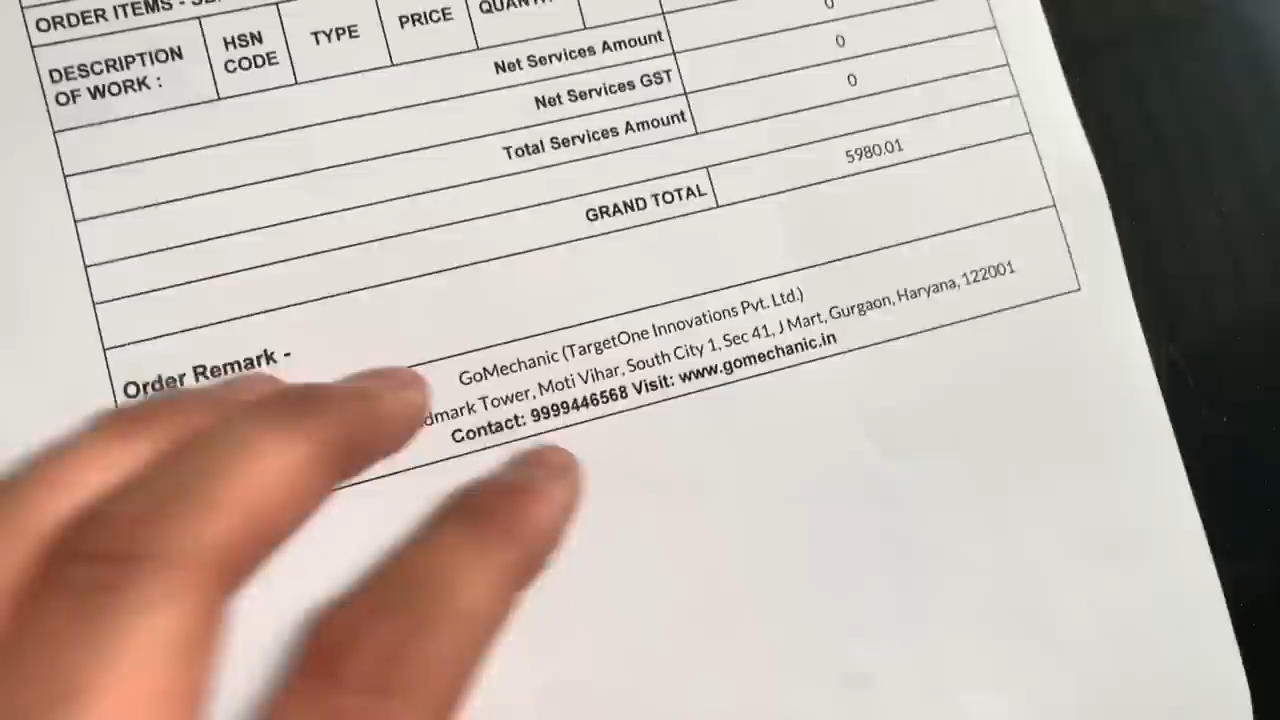 ORDER ITEMS -
DESCRIPTION
OF WORK :
HSN
CODE
TYPE
PRICE
Net Services Amount 0
Net Services GST 0
Total Services Amount 0
GRAND TOTAL 5980.01
Order Remark -
GoMechanic (TargetOne Innovations Pvt. Ltd.)
Tower, Moti Vihar, South City 1, Sec 41, J Mart, Gurgaon, Haryana, 122001
Contact: 9999446568 Visit: www.gomechanic.in